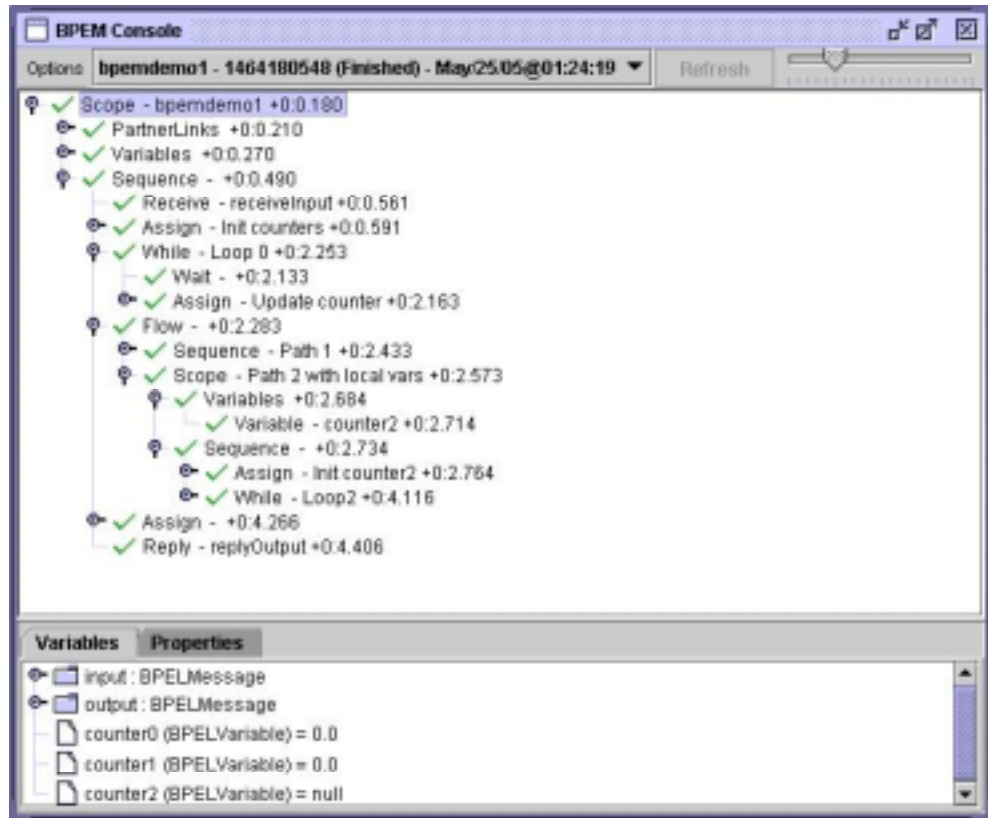 BPEM Console
Options bpemdemo1 - 1464180548 (Finished) - May/25/05@01:24:19 Refresh
Scope - bpemdemo1 +0:0.180
PartnerLinks +0:0.210
Variables +0:0.270
Sequence - +0:0.490
Receive - receiveInput +0:0.561
Assign - Init counters +0:0.591
While - Loop 0 +0:2.253
Wait - +0:2.133
Assign - Update counter +0:2.163
Flow - +0:2.283
Sequence - Path 1 +0:2.433
Scope - Path 2 with local vars +0:2.573
Variables +0:2.684
Variable - counter2 +0:2.714
Sequence - +0:2.734
Assign - Init counter2 +0:2.764
While - Loop2 +0:4.116
Assign - +0:4.266
Reply - replyOutput +0:4.406
Variables Properties
input : BPELMessage
output : BPELMessage
counter0 (BPELVariable) = 0.0
counter1 (BPELVariable) = 0.0
counter2 (BPELVariable) = null